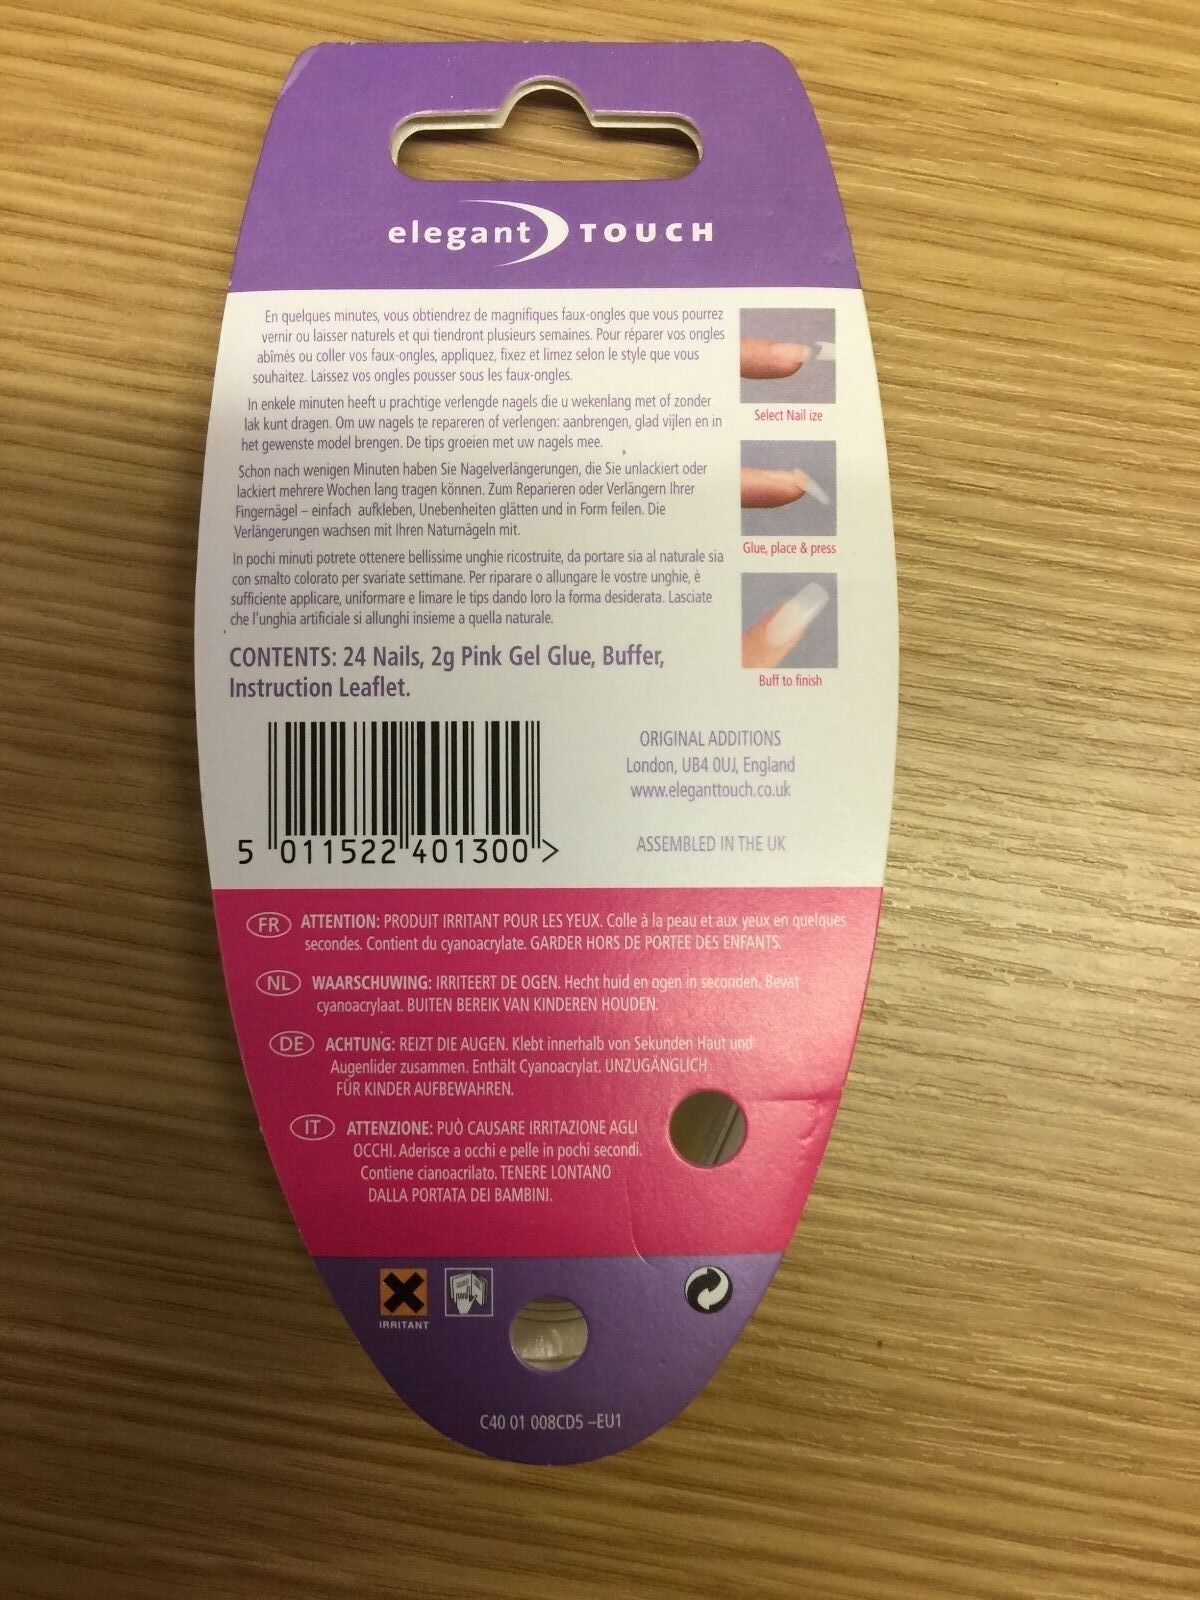 elegant TOUCH
En quelques minutes, vous obtiendrez de magnifiques faux-ongles que vous pourrez
vernir ou laisser naturels et qui tiendront plusieurs semaines. Pour réparer vos ongles
abîmés ou coller vos faux-ongles, appliquez, fixez et limez selon le style que vous
souhaitez. Laissez vos ongles pousser sous les faux-ongles.
In enkele minuten heeft u prachtige verlengde nagels die u wekenlang met of zonder
lak kunt dragen. Om uw nagels te repareren of verlengen: aanbrengen, glad vijlen en in
het gewenste model brengen. De tips groeien met uw nagels mee.
Schon nach wenigen Minuten haben Sie Nagelverlängerungen, die Sie unlackiert oder
lackiert mehrere Wochen lang tragen können. Zum Reparieren oder Verlängern Ihrer
Fingernägel – einfach aufkleben, Unebenheiten glätten und in Form feilen. Die
Verlängerungen wachsen mit Ihren Naturnägeln mit.
In pochi minuti potrete ottenere bellissime unghie ricostruite, da portare sia al naturale sia
con smalto colorato per svariate settimane. Per riparare o allungare le vostre unghie, è
sufficiente applicare, uniformare e limare le tips dando loro la forma desiderata. Lasciate
che l'unghia artificiale si allunghi insieme a quella naturale.
Select Nail ize
Glue, place & press
Buff to finish
CONTENTS: 24 Nails, 2g Pink Gel Glue, Buffer,
Instruction Leaflet.
5 011522 401300 >
ORIGINAL ADDITIONS
London, UB4 0UJ, England
www.eleganttouch.co.uk
ASSEMBLED IN THE UK
FR ATTENTION: PRODUIT IRRITANT POUR LES YEUX. Colle à la peau et aux yeux en quelques
secondes. Contient du cyanoacrylate. GARDER HORS DE PORTEE DES ENFANTS.
NL WAARSCHUWING: IRRITEERT DE OGEN. Hecht huid en ogen in seconden. Bevat
cyanoacrylaat. BUITEN BEREIK VAN KINDEREN HOUDEN.
DE ACHTUNG: REIZT DIE AUGEN. Klebt innerhalb von Sekunden Haut und
Augenlider zusammen. Enthält Cyanoacrylat. UNZUGÄNGLICH
FÜR KINDER AUFBEWAHREN.
IT ATTENZIONE: PUÒ CAUSARE IRRITAZIONE AGLI
OCCHI. Aderisce a occhi e pelle in pochi secondi.
Contiene cianoacrilato. TENERE LONTANO
DALLA PORTATA DEI BAMBINI.
IRRITANT
C40 01 008CD5 –EU1